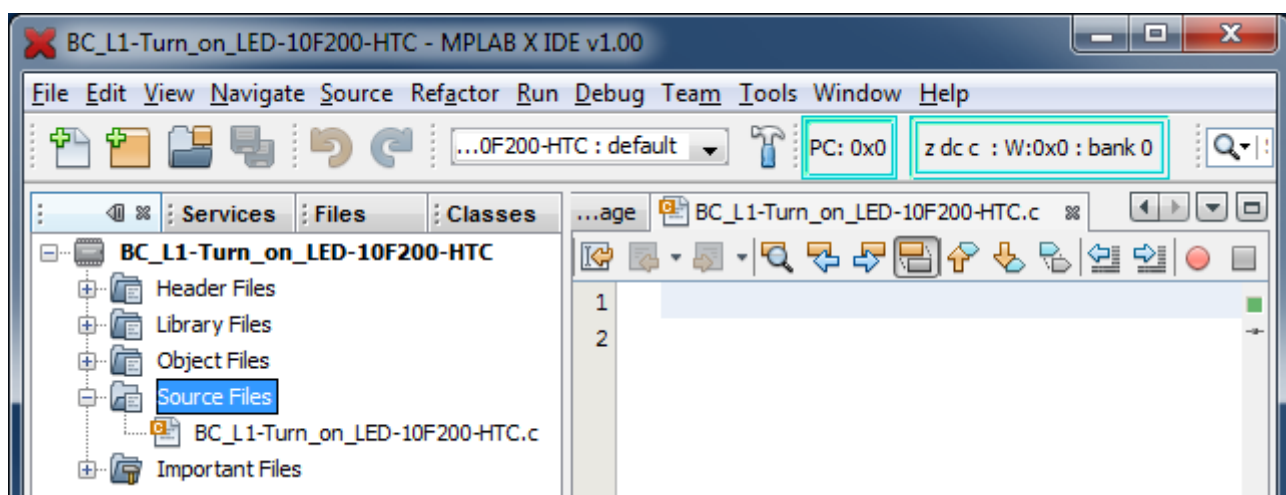 BC_L1-Turn_on_LED-10F200-HTC - MPLAB X IDE v1.00
File Edit View Navigate Source Refactor Run Debug Team Tools Window Help
...0F200-HTC : default PC: 0x0 z dc c : W:0x0 : bank 0
Services Files Classes ...age BC_L1-Turn_on_LED-10F200-HTC.c
BC_L1-Turn_on_LED-10F200-HTC
Header Files
1
Library Files
2
Object Files
Source Files
BC_L1-Turn_on_LED-10F200-HTC.c
Important Files